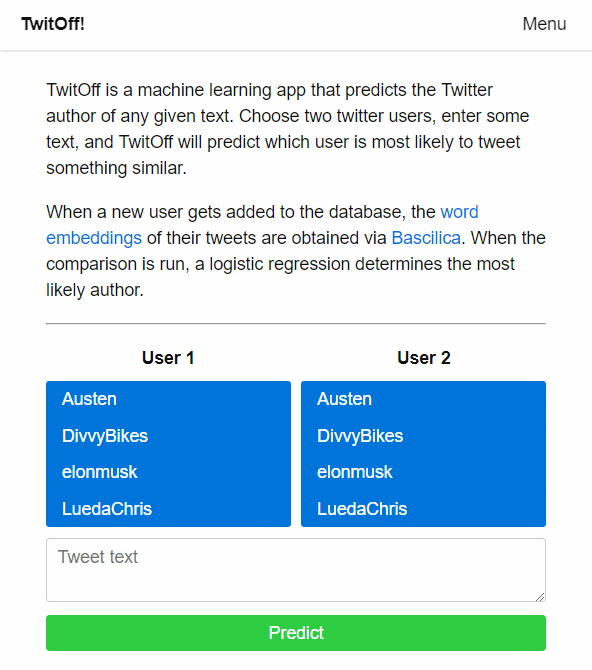 TwitOff!
Menu
TwitOff is a machine learning app that predicts the Twitter
author of any given text. Choose two twitter users, enter some
text, and TwitOff will predict which user is most likely to tweet
something similar.
When a new user gets added to the database, the word
embeddings of their tweets are obtained via Bascilica. When the
comparison is run, a logistic regression determines the most
likely author.
User 1
Austen
DivvyBikes
elonmusk
LuedaChris
User 2
Austen
DivvyBikes
elonmusk
LuedaChris
Tweet text
Predict